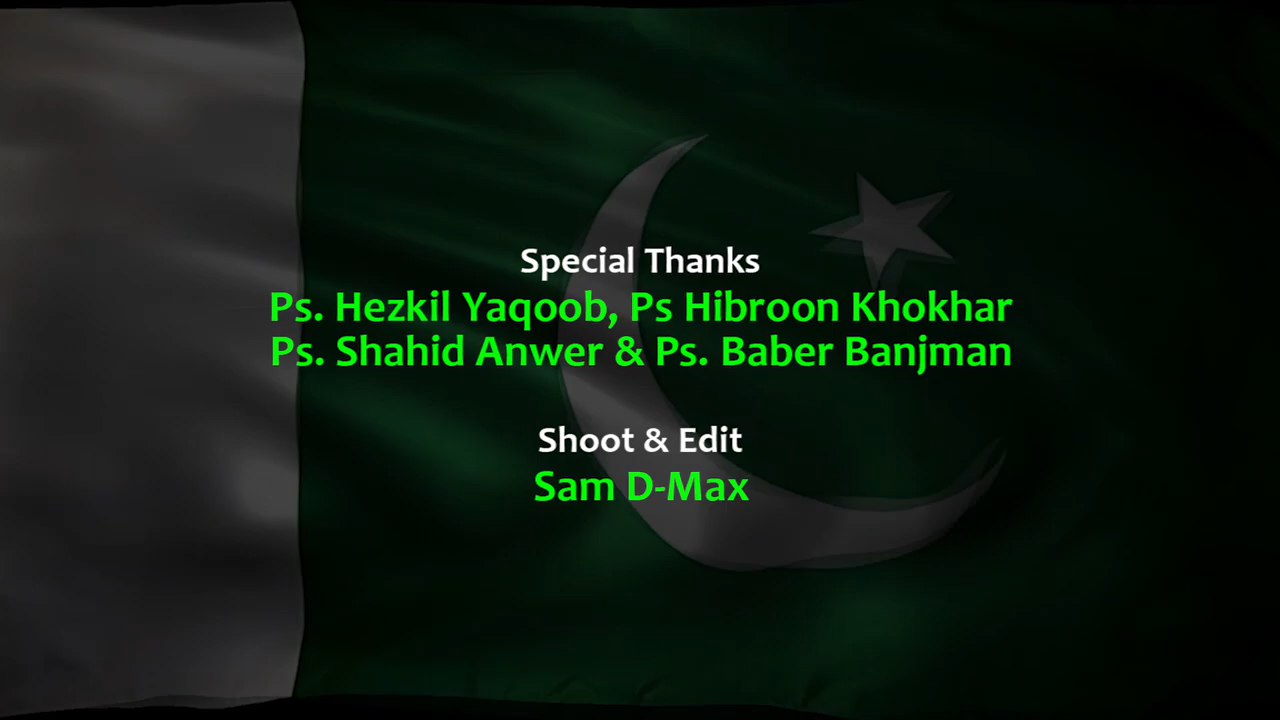 Special Thanks
Ps. Hezkil Yaqoob, Ps Hibroon Khokhar
Ps. Shahid Anwer & Ps. Baber Banjman
Shoot & Edit
Sam D-Max